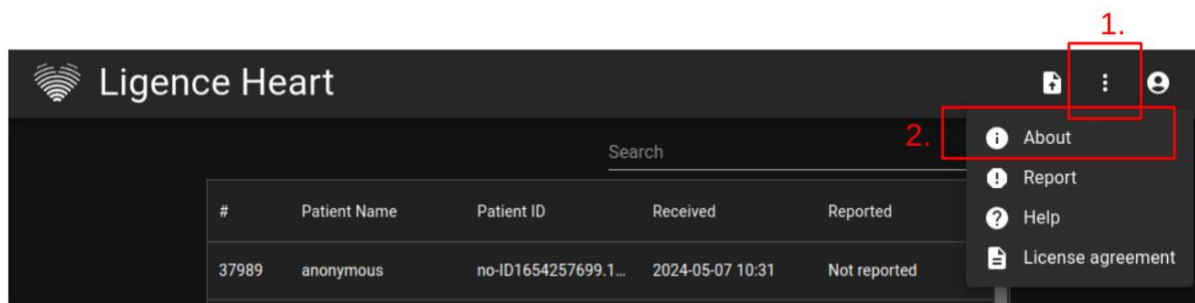 1.
Ligence Heart
2.
About
Search
Report
# Patient Name Patient ID Received Reported
Help
37989 anonymous no-ID1654257699.1... 2024-05-07 10:31 Not reported
License agreement